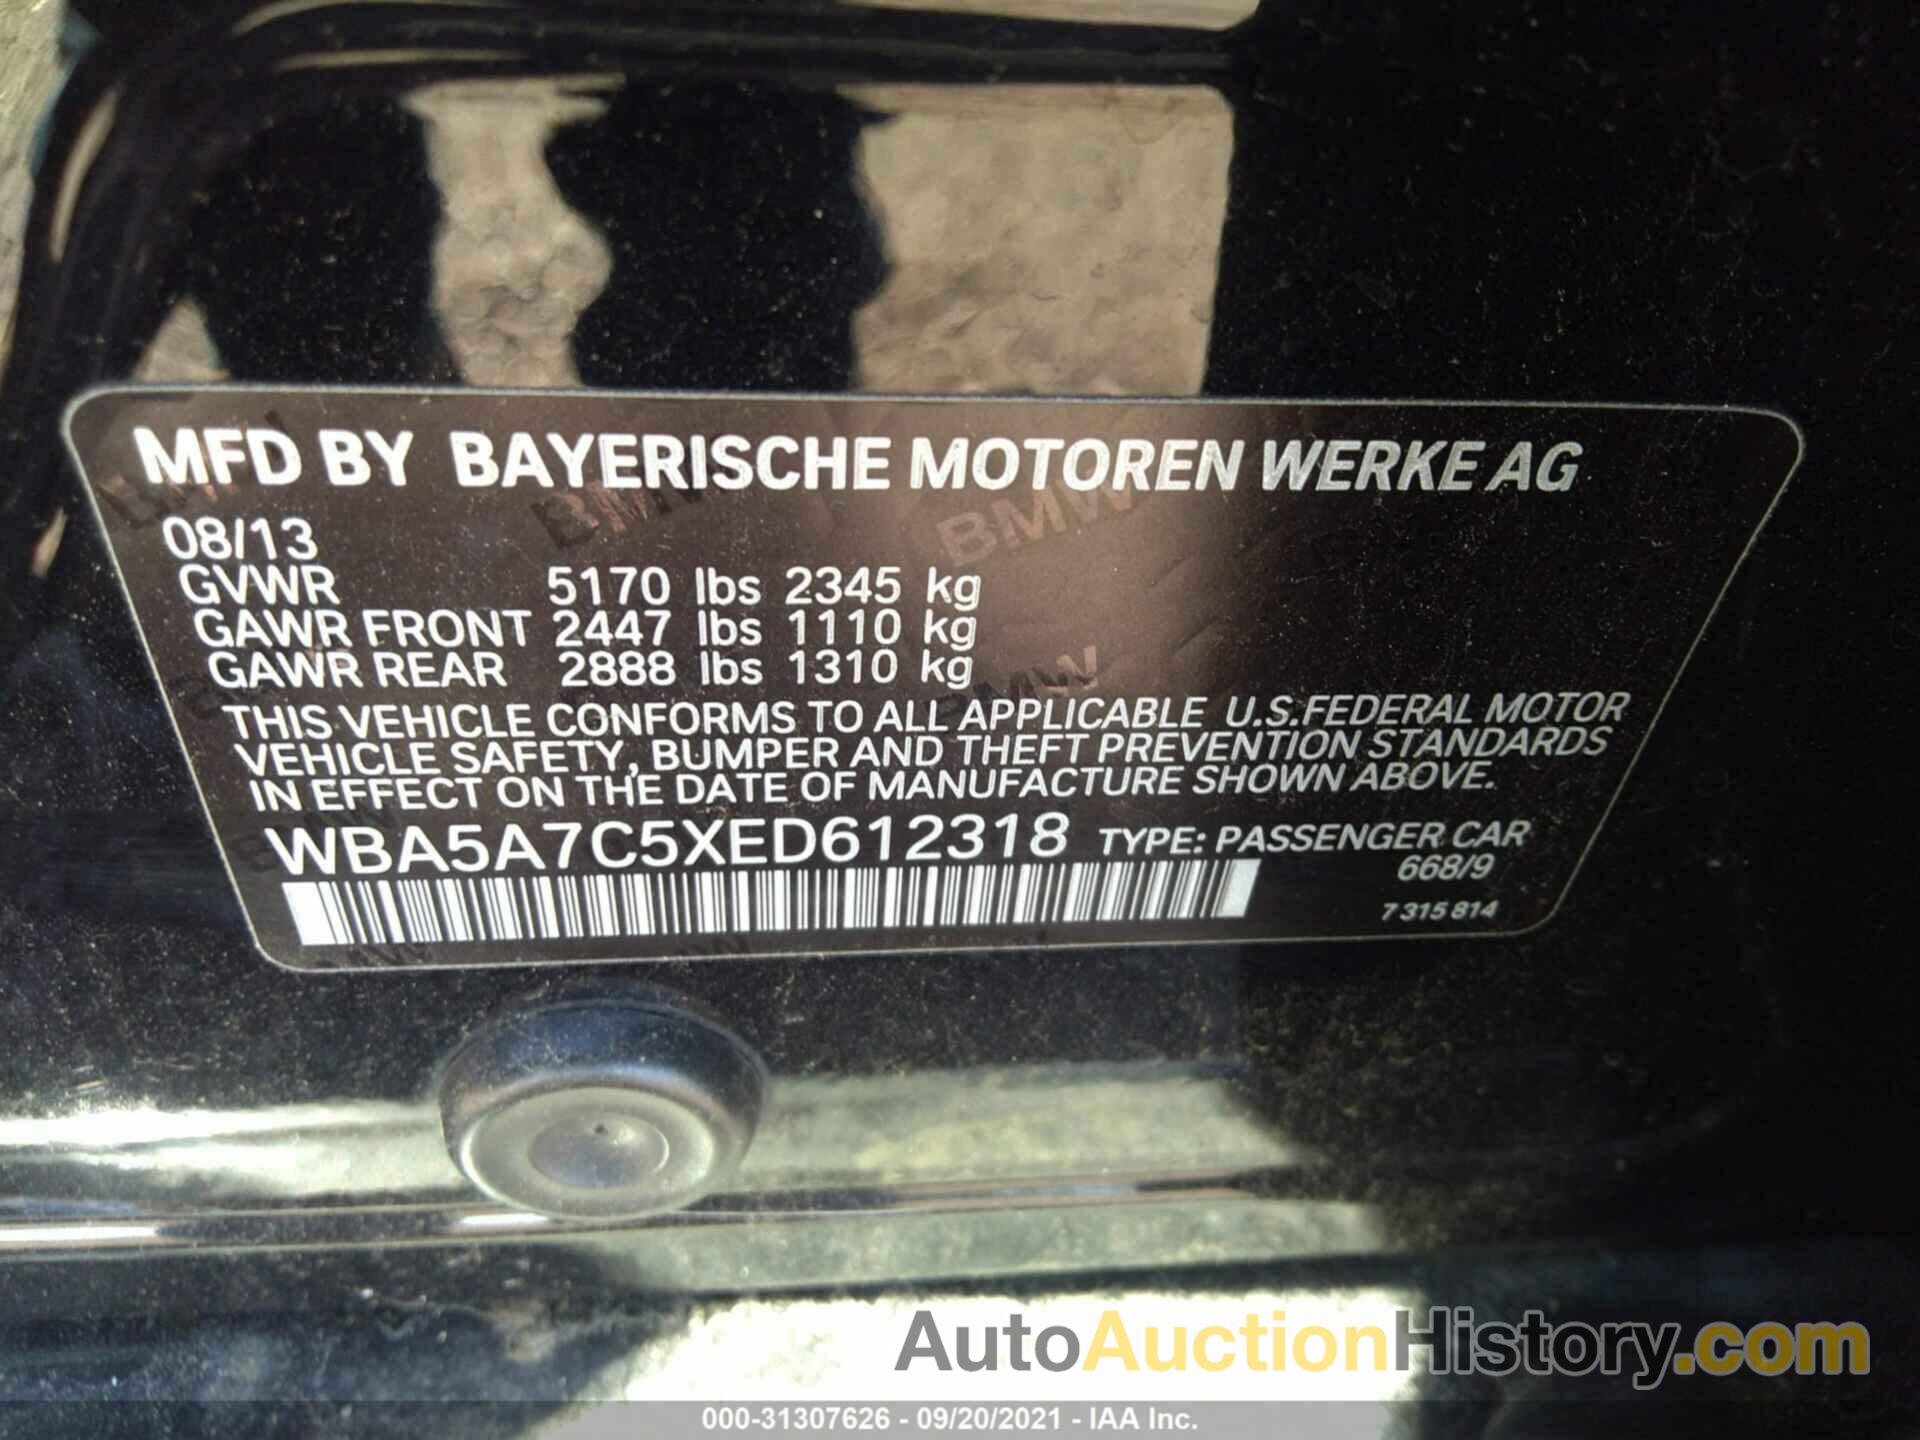 MFD BY BAYERISCHE MOTOREN WERKE AG
08/13
GVWR 5170 lbs 2345 kg
GAWR FRONT 2447 lbs 1110 kg
GAWR REAR 2888 lbs 1310 kg
THIS VEHICLE CONFORMS TO ALL APPLICABLE U.S.FEDERAL MOTOR
VEHICLE SAFETY, BUMPER AND THEFT PREVENTION STANDARDS
IN EFFECT ON THE DATE OF MANUFACTURE SHOWN ABOVE.
WBA5A7C5XED612318 TYPE: PASSENGER CAR
668/9
7 315 814
AutoAuctionHistory.com
000-31307626 - 09/20/2021 - IAA Inc.